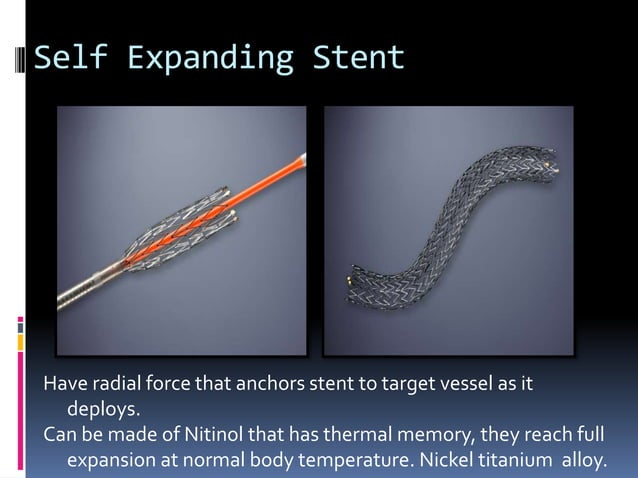 Self Expanding Stent
Have radial force that anchors stent to target vessel as it
deploys.
Can be made of Nitinol that has thermal memory, they reach full
expansion at normal body temperature. Nickel titanium  alloy.